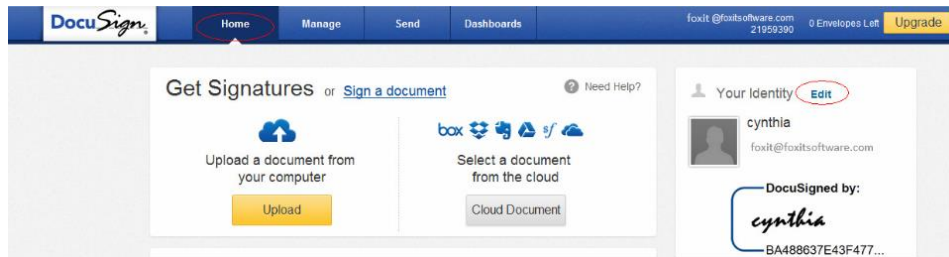 DocuSign
Home Manage Send Dashboards
foxit @foxitsoftware.com
21959390
0 Envelopes Left
Upgrade
Get Signatures or Sign a document
Need Help?
box sf
Upload a document from
your computer
Upload
Select a document
from the cloud
Cloud Document
Your Identity Edit
cynthia
foxit@foxitsoftware.com
DocuSigned by:
cynthia
BA488637E43F477...